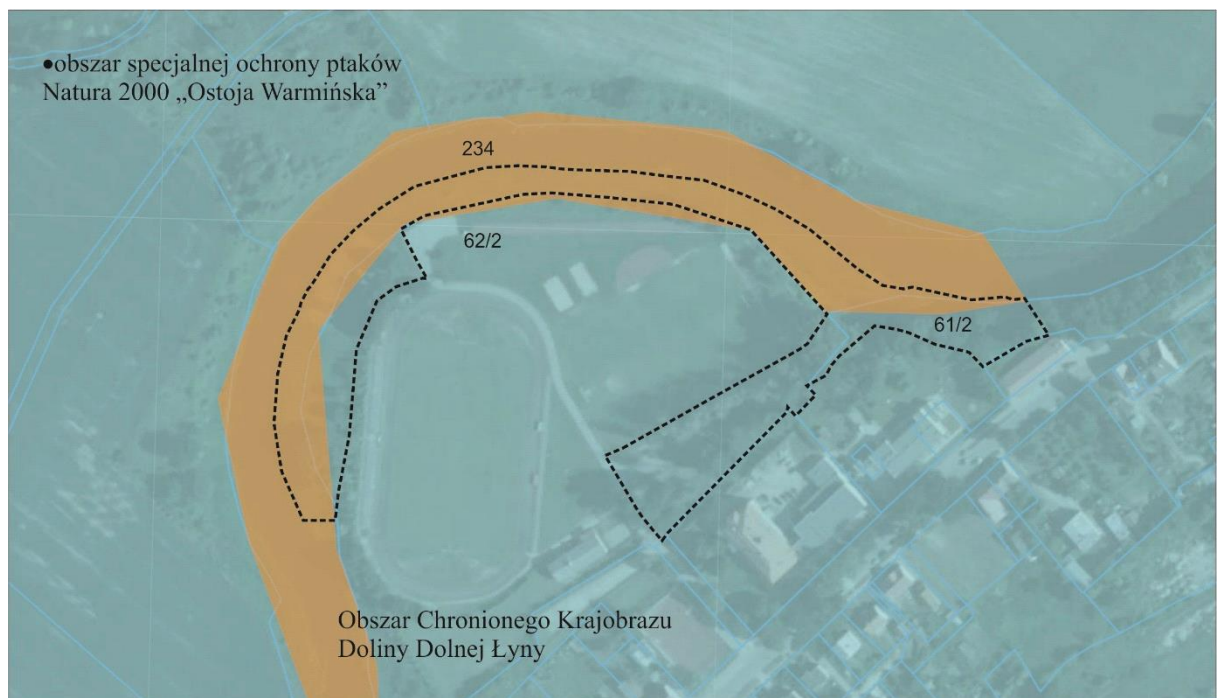 ●obszar specjalnej ochrony ptaków
Natura 2000 „Ostoja Warmińska”
234
62/2
61/2
Obszar Chronionego Krajobrazu
Doliny Dolnej Łyny